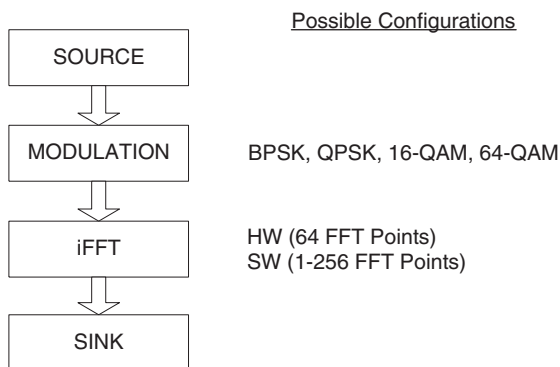 Possible Configurations
SOURCE
MODULATION
BPSK, QPSK, 16-QAM, 64-QAM
iFFT
HW (64 FFT Points)
SW (1-256 FFT Points)
SINK